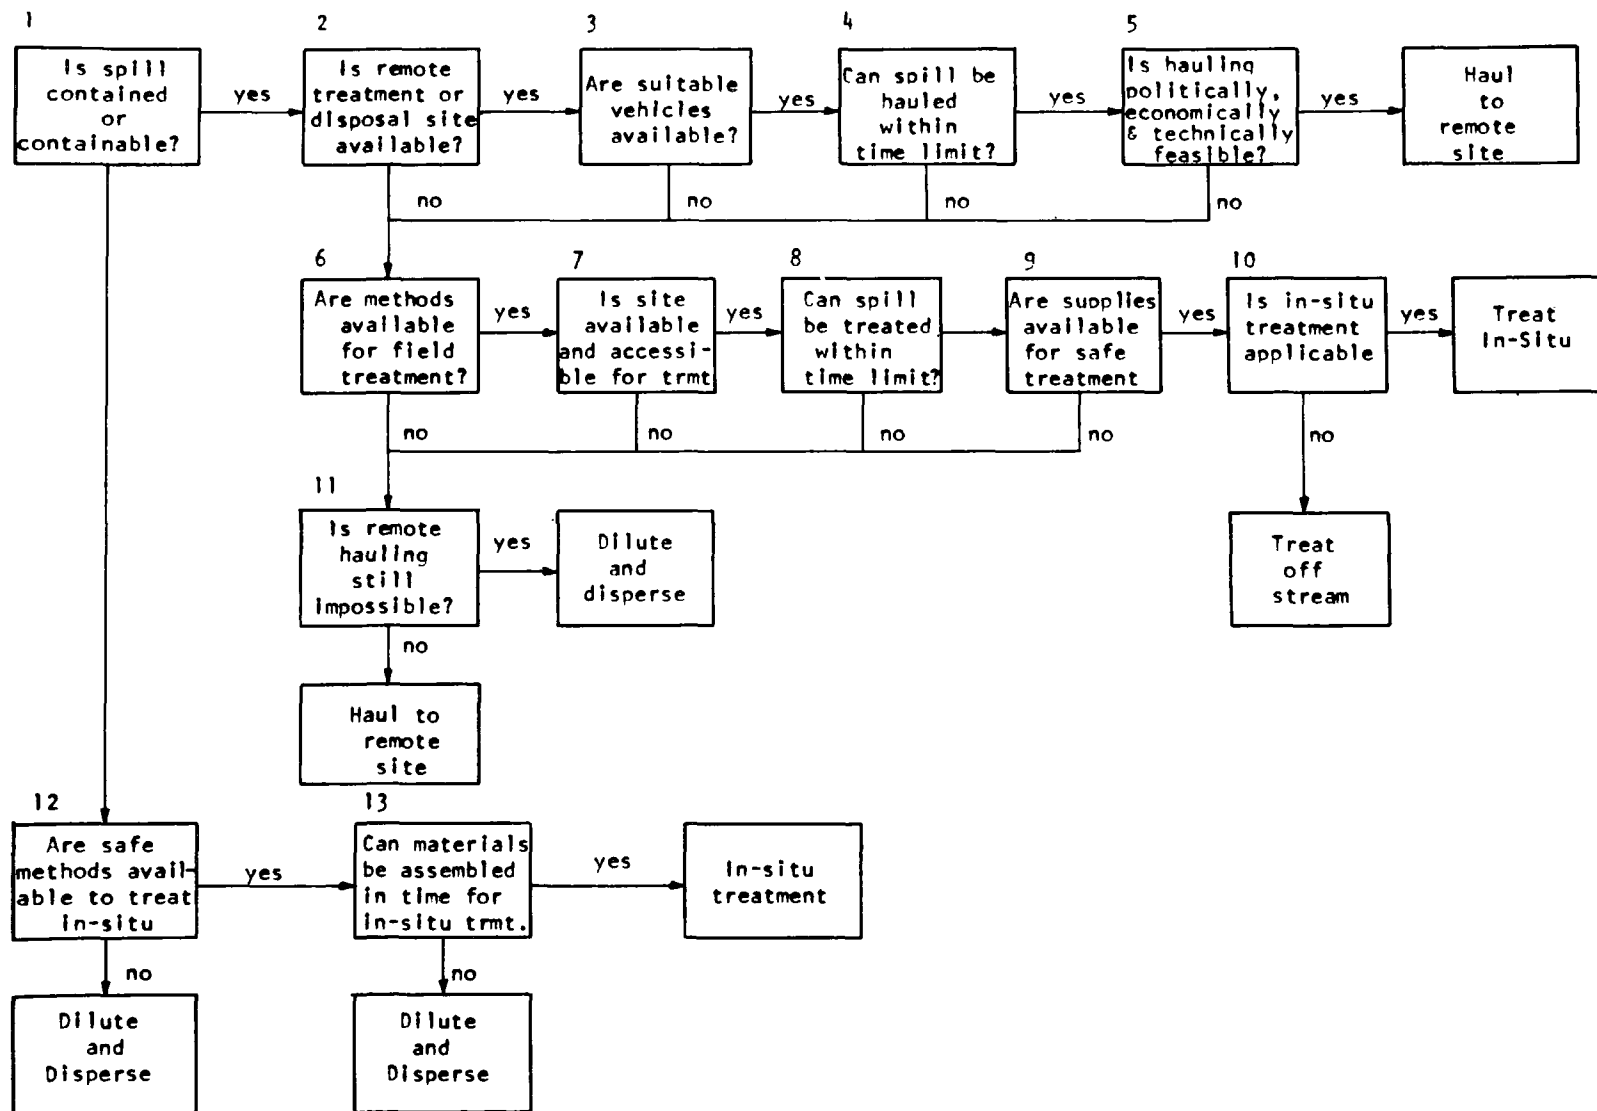 1
Is spill
contained
or
containable?
yes
2
Is remote
treatment or
disposal site
available?
yes
3
Are suitable
vehicles
available?
yes
4
Can spill be
hauled
within
time limit?
yes
5
Is hauling
politically,
economically
& technically
feasible?
yes
Haul
to
remote
site
no
no
no
no
6
Are methods
available
for field
treatment?
yes
7
Is site
available
and accessi-
ble for trmt
yes
8
Can spill
be treated
within
time limit?
9
Are supplies
available
for safe
treatment
yes
10
Is in-situ
treatment
applicable
yes
Treat
In-Situ
no
no
no
no
no
11
Is remote
hauling
still
impossible?
yes
Dilute
and
disperse
Treat
off
stream
no
Haul to
remote
site
12
Are safe
methods avail-
able to treat
in-situ
yes
13
Can materials
be assembled
in time for
in-situ trmt.
yes
In-situ
treatment
no
no
Dilute
and
Disperse
Dilute
and
Disperse